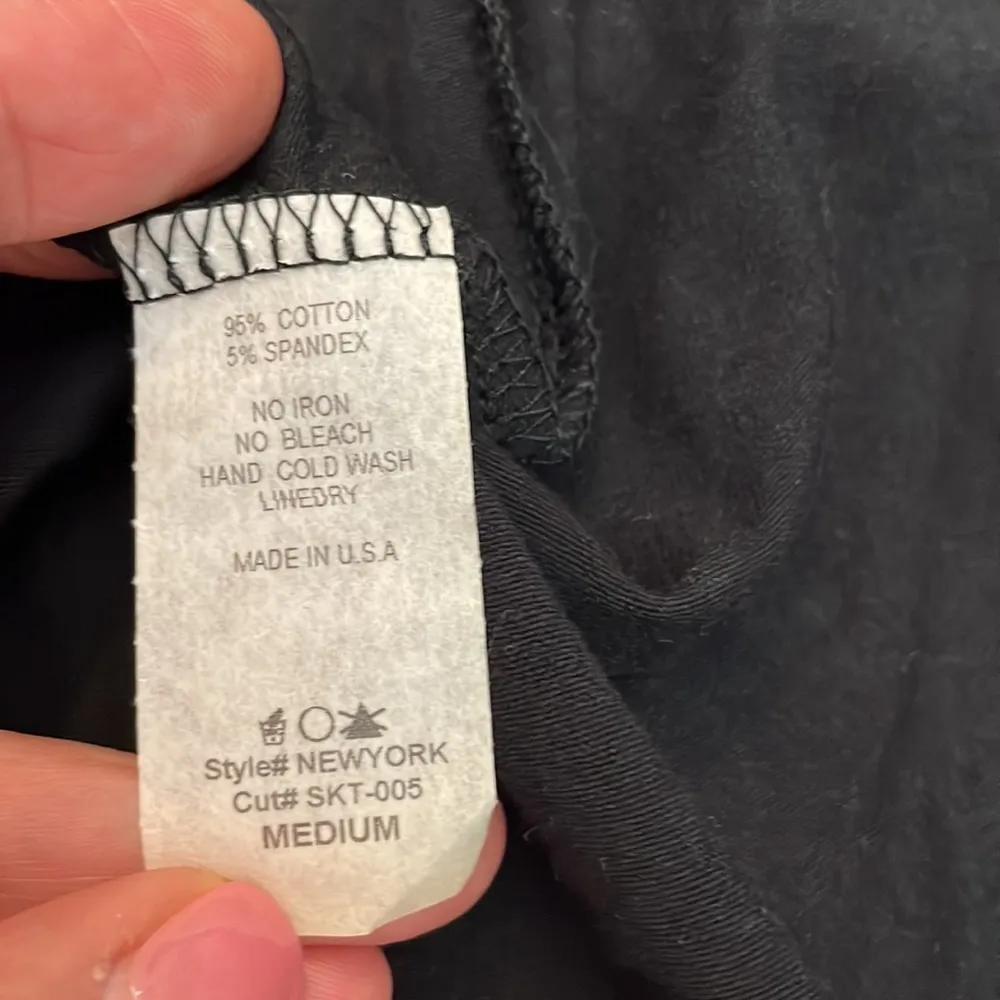 95% COTTON
5% SPANDEX
NO IRON
NO BLEACH
HAND COLD WASH
LINEDRY
MADE IN U.S.A
Style# NEWYORK
Cut# SKT-005
MEDIUM